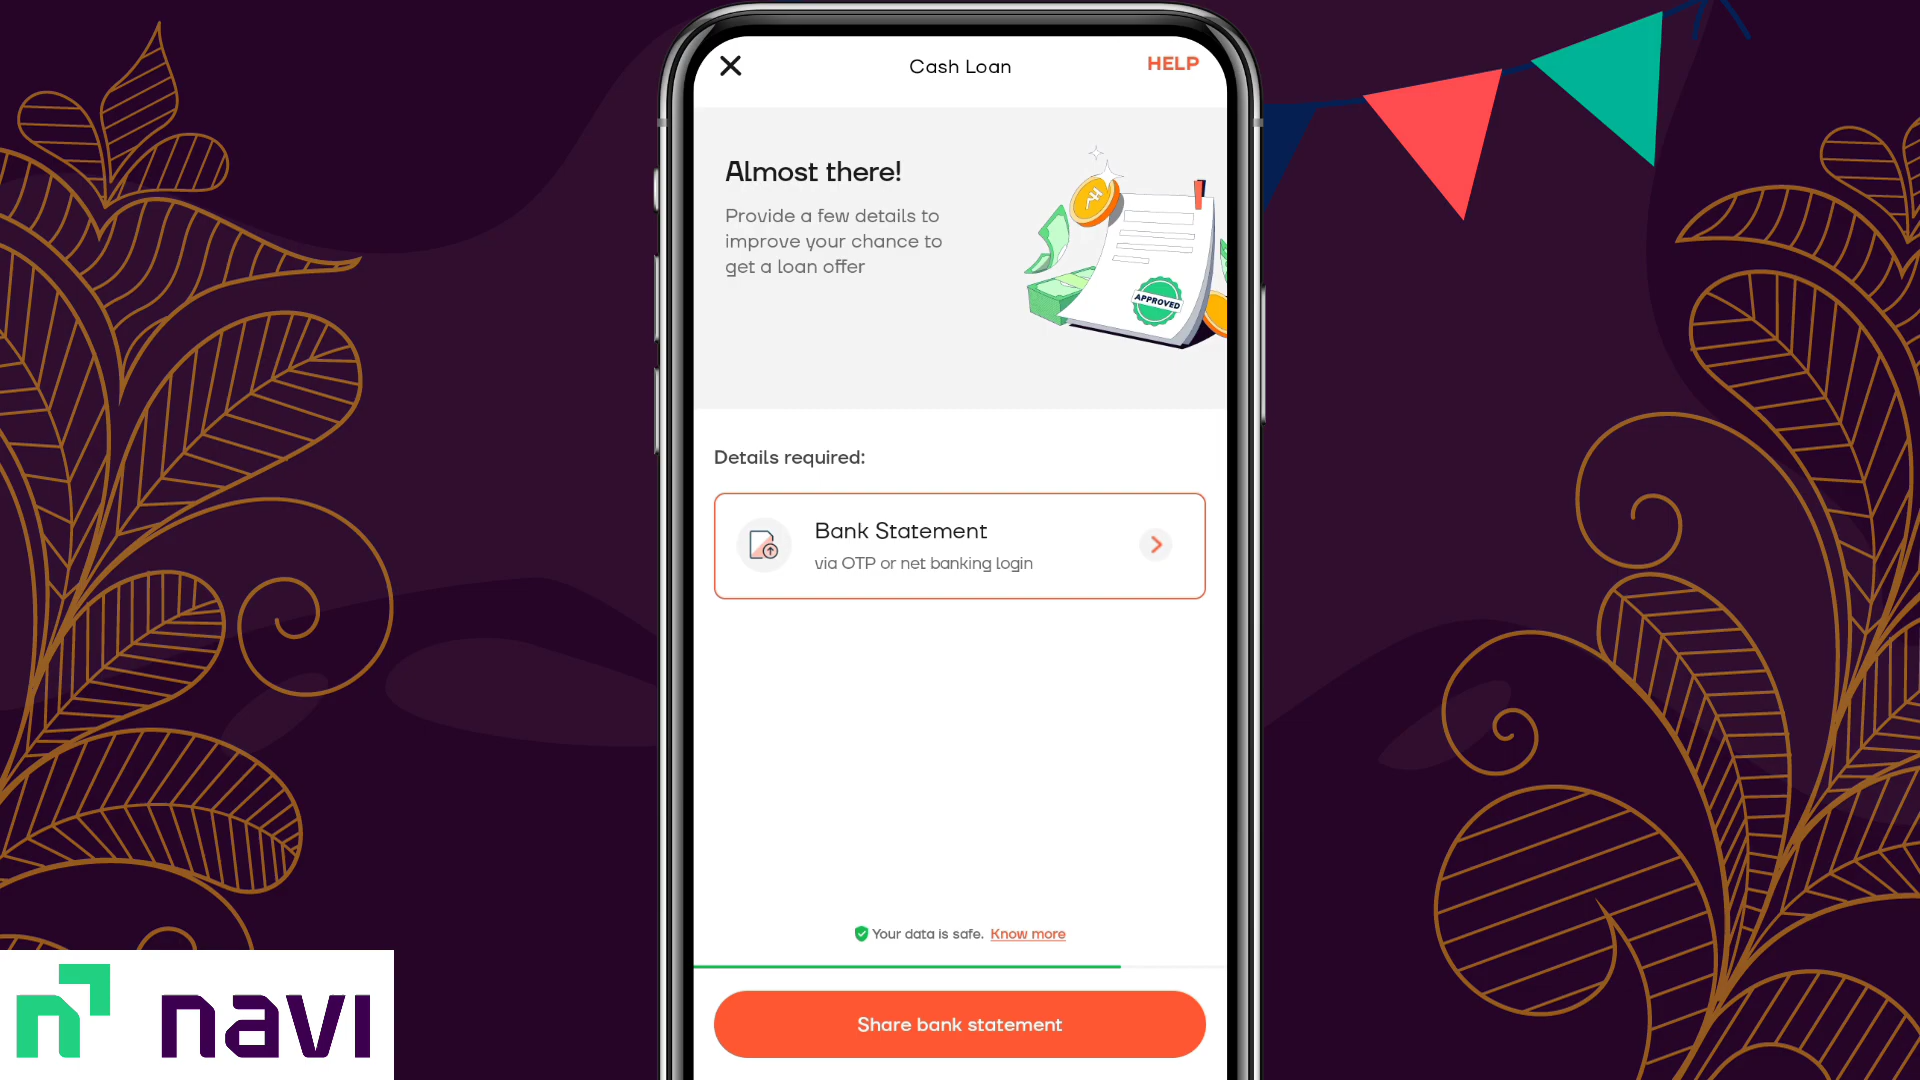 Cash Loan
HELP
Almost there!
Provide a few details to
improve your chance to
get a loan offer
APPROVED
Details required:
Bank Statement
via OTP or net banking login
Your data is safe. Know more
Share bank statement
navi